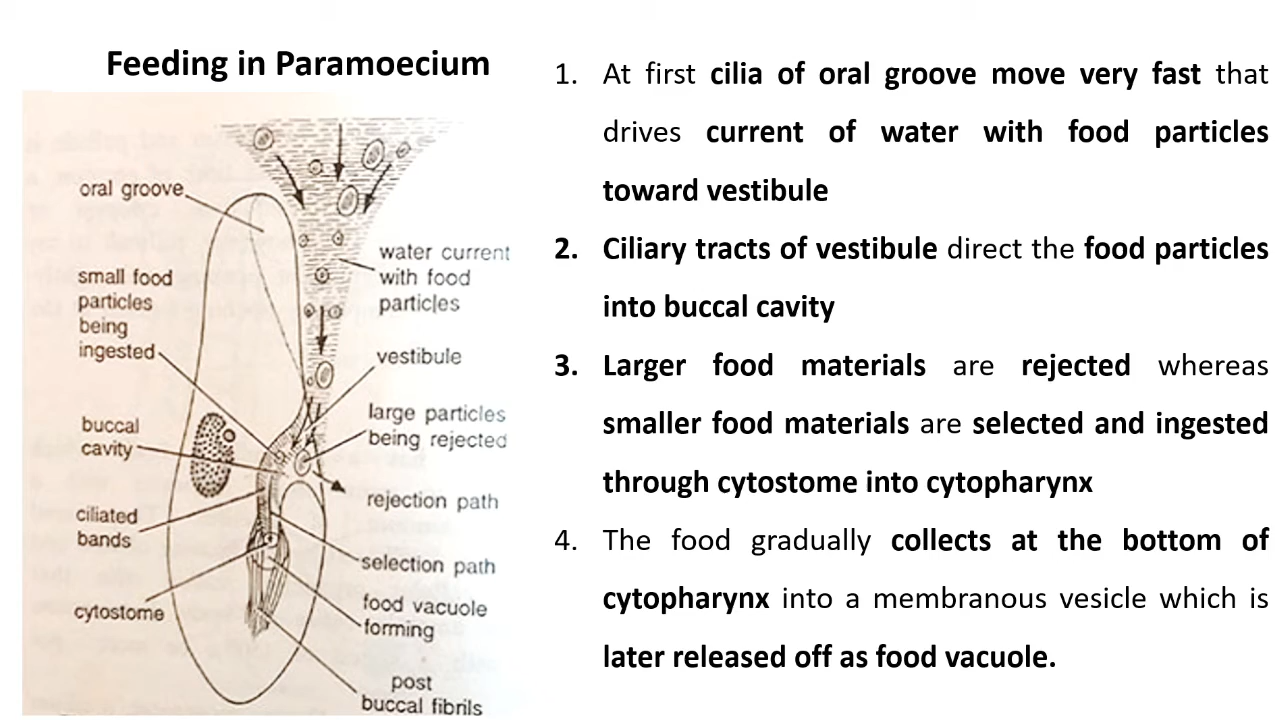 Feeding in Paramoecium
oral groove
small food
particles
being
ingested
buccal
cavity
ciliated
bands
cytostome
water current
with food
particles
vestibule
large particles
being rejected
rejection path
selection path
food vacuole
forming
post
buccal fibrils
1. At first cilia of oral groove move very fast that
drives current of water with food particles
toward vestibule
2. Ciliary tracts of vestibule direct the food particles
into buccal cavity
3. Larger food materials are rejected whereas
smaller food materials are selected and ingested
through cytostome into cytopharynx
4. The food gradually collects at the bottom of
cytopharynx into a membranous vesicle which is
later released off as food vacuole.